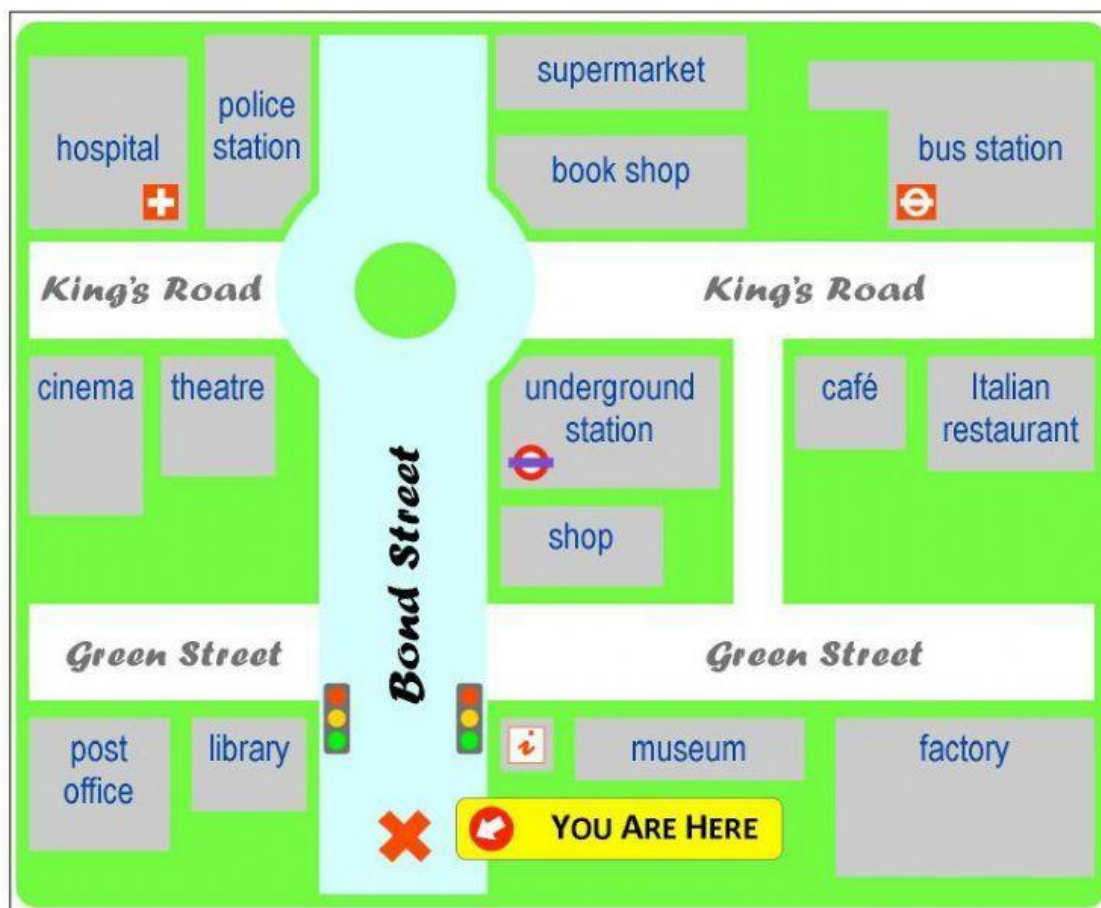 hospital
police
station
supermarket
book shop
bus station
King's Road
King's Road
cinema
theatre
underground
station
café
Italian
restaurant
shop
Bond Street
Green Street
Green Street
post
office
library
i
museum
factory
YOU ARE HERE